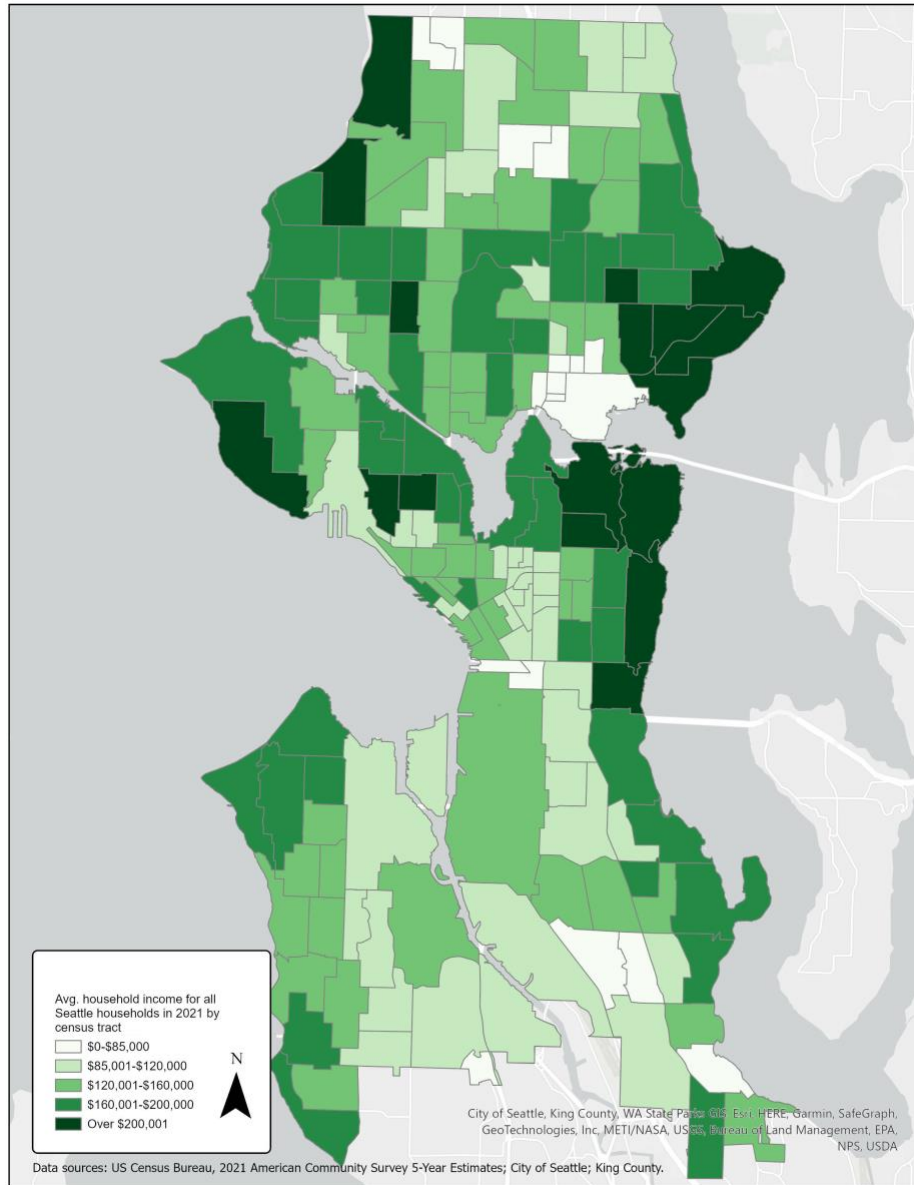 Avg. household income for all
Seattle households in 2021 by
census tract
$0-$85,000
$85,001-$120,000
$120,001-$160,000
$160,001-$200,000
Over $200,001
N
City of Seattle, King County, WA State Parks GIS, Esri, HERE, Garmin, SafeGraph,
GeoTechnologies, Inc, METI/NASA, USGS, Bureau of Land Management, EPA,
NPS, USDA
Data sources: US Census Bureau, 2021 American Community Survey 5-Year Estimates; City of Seattle; King County.